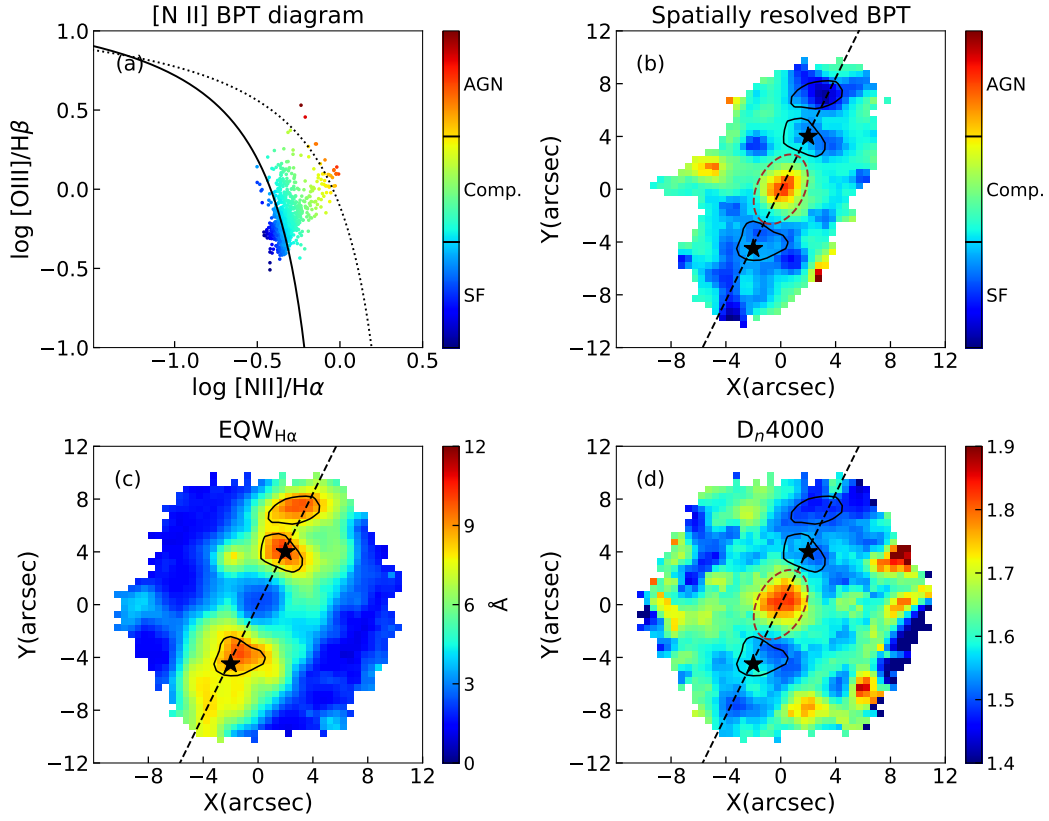 [N II] BPT diagram
(a)
1.0
0.5
0.0
−0.5
−1.0
log [OIII]/Hβ
−1.0 −0.5 0.0 0.5
log [NII]/Hα
AGN
Comp.
SF
Spatially resolved BPT
(b)
12
8
4
0
−4
−8
−12
Y(arcsec)
−8 −4 0 4 8 12
X(arcsec)
AGN
Comp.
SF
EQW_Hα
(c)
12
8
4
0
−4
−8
−12
Y(arcsec)
−8 −4 0 4 8 12
X(arcsec)
12
9
6
3
0
Å
D_n4000
(d)
12
8
4
0
−4
−8
−12
Y(arcsec)
−8 −4 0 4 8 12
X(arcsec)
1.9
1.8
1.7
1.6
1.5
1.4